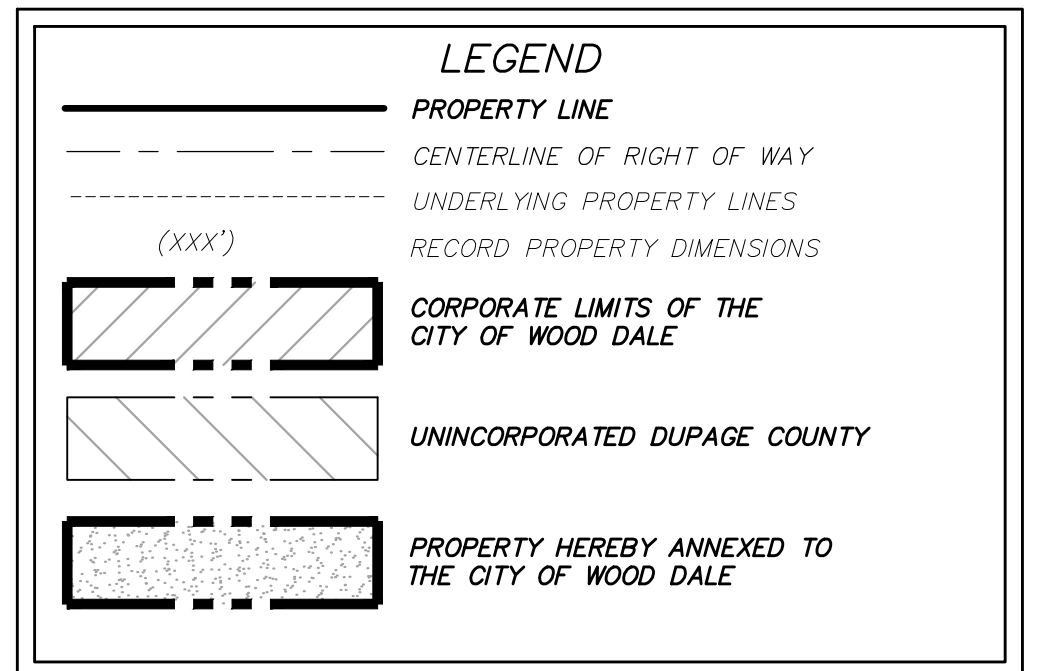 LEGEND
PROPERTY LINE
CENTERLINE OF RIGHT OF WAY
UNDERLYING PROPERTY LINES
(XXX') RECORD PROPERTY DIMENSIONS
CORPORATE LIMITS OF THE
CITY OF WOOD DALE
UNINCORPORATED DUPAGE COUNTY
PROPERTY HEREBY ANNEXED TO
THE CITY OF WOOD DALE